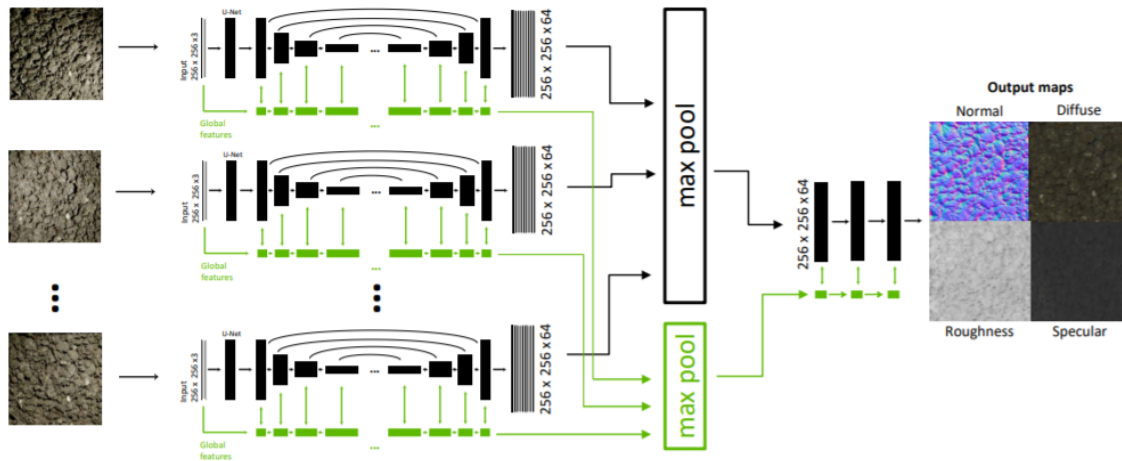 U-Net
Input
256 x 256 x3
Global
features
...
...
256 x 256 x 64
U-Net
Input
256 x 256 x3
Global
features
...
...
256 x 256 x 64
U-Net
Input
256 x 256 x3
Global
features
...
...
256 x 256 x 64
max pool
max pool
256 x 256 x 64
Output maps
Normal
Diffuse
Roughness
Specular